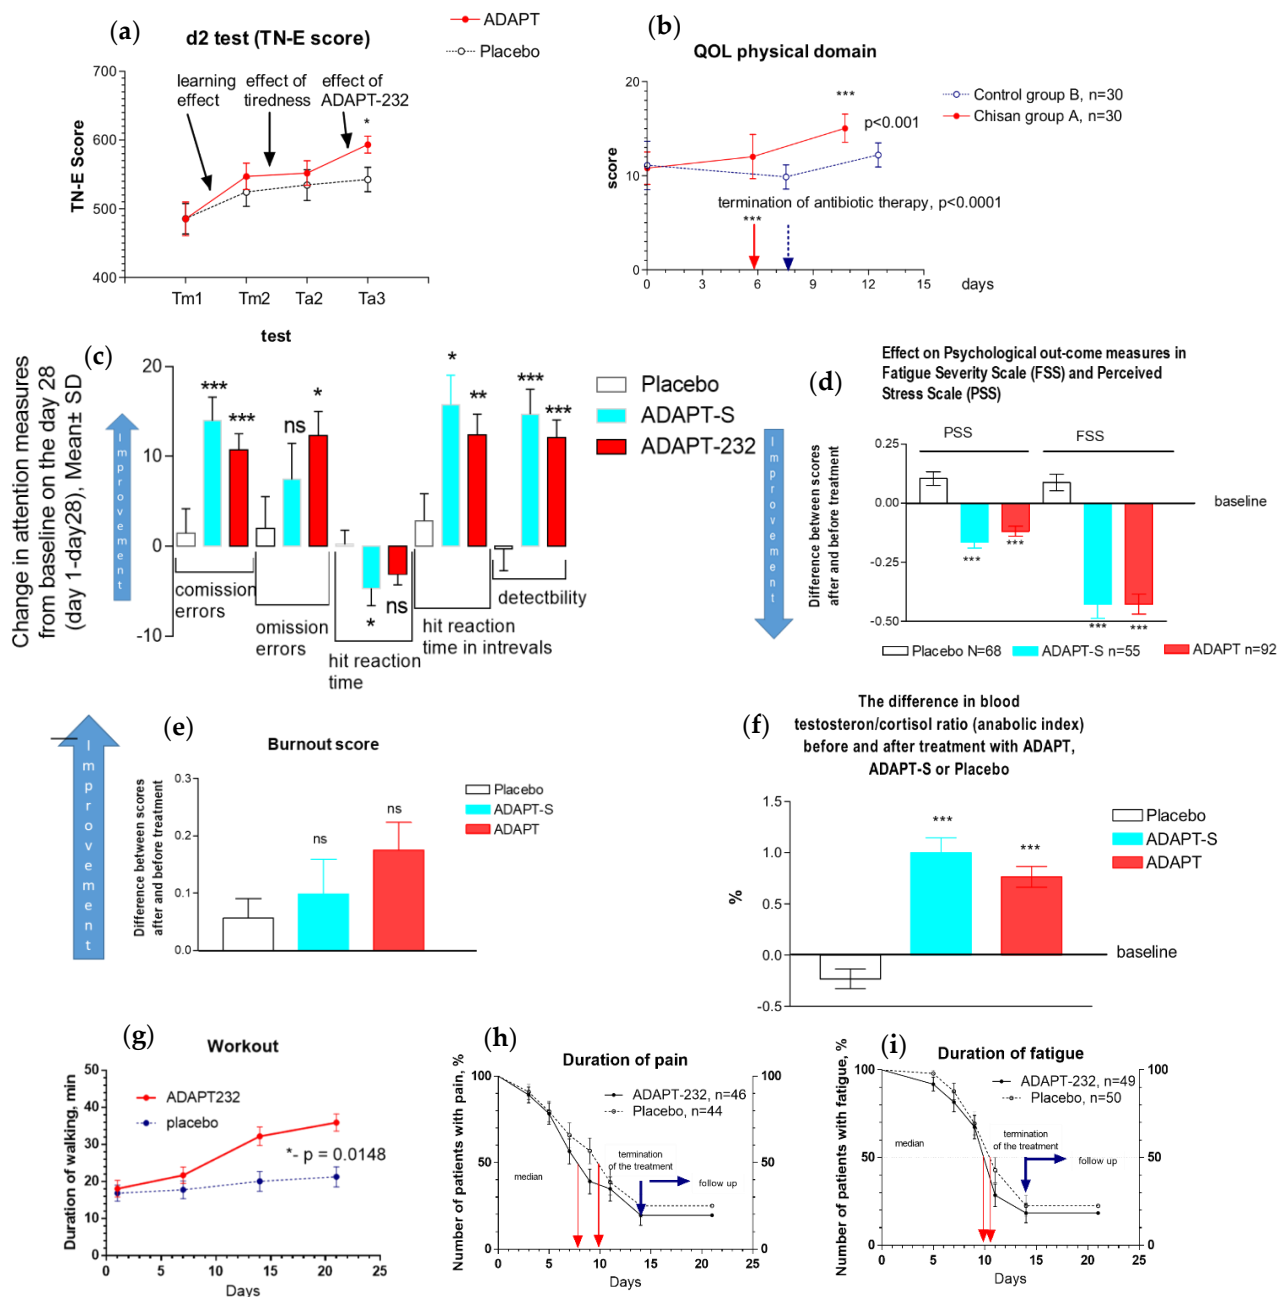 (a)
d2 test (TN-E score)
ADAPT
Placebo
700
600
500
400
TN-E Score
learning
effect
effect of
tiredness
effect of
ADAPT-232
*
Tm1 Tm2 Ta2 Ta3
test
(b)
QOL physical domain
20
10
0
score
***
p<0.001
Control group B, n=30
Chisan group A, n=30
termination of antibiotic therapy, p<0.0001
***
0 3 6 9 12 15 days
(c)
Change in attention measures
from baseline on the day 28
(day 1-day28), Mean± SD
Improvement
20
10
0
-10
*** *** ns * * ns * ** *** ***
Placebo
ADAPT-S
ADAPT-232
comission
errors
omission
errors
hit reaction
time
hit reaction
time in intrevals
detectbility
(d)
Effect on Psychological out-come measures in
Fatigue Severity Scale (FSS) and Perceived
Stress Scale (PSS)
Improvement
Difference between scores
after and before treatment
0.25
0.00
-0.25
-0.50
PSS FSS
baseline
*** *** *** ***
Placebo N=68 ADAPT-S n=55 ADAPT n=92
(e)
Burnout score
Improvement
Difference between scores
after and before treatment
0.3
0.2
0.1
0.0
ns
ns
Placebo
ADAPT-S
ADAPT
(f)
The difference in blood
testosteron/cortisol ratio (anabolic index)
before and after treatment with ADAPT,
ADAPT-S or Placebo
%
1.5
1.0
0.5
0.0
-0.5
***
***
Placebo
ADAPT-S
ADAPT
baseline
(g)
Workout
Duration of walking, min
50
40
30
20
10
0
ADAPT232
placebo
*- p = 0.0148
0 5 10 15 20 25
Days
(h)
Duration of pain
Number of patients with pain, %
100
50
0
100
50
0
ADAPT-232, n=46
Placebo, n=44
median
termination
of the treatment
follow up
0 5 10 15 20 25
Days
(i)
Duration of fatigue
Number of patients with fatigue, %
100
50
0
100
50
0
ADAPT-232, n=49
Placebo, n=50
median
termination
of the treatment
follow up
0 5 10 15 20 25
Days